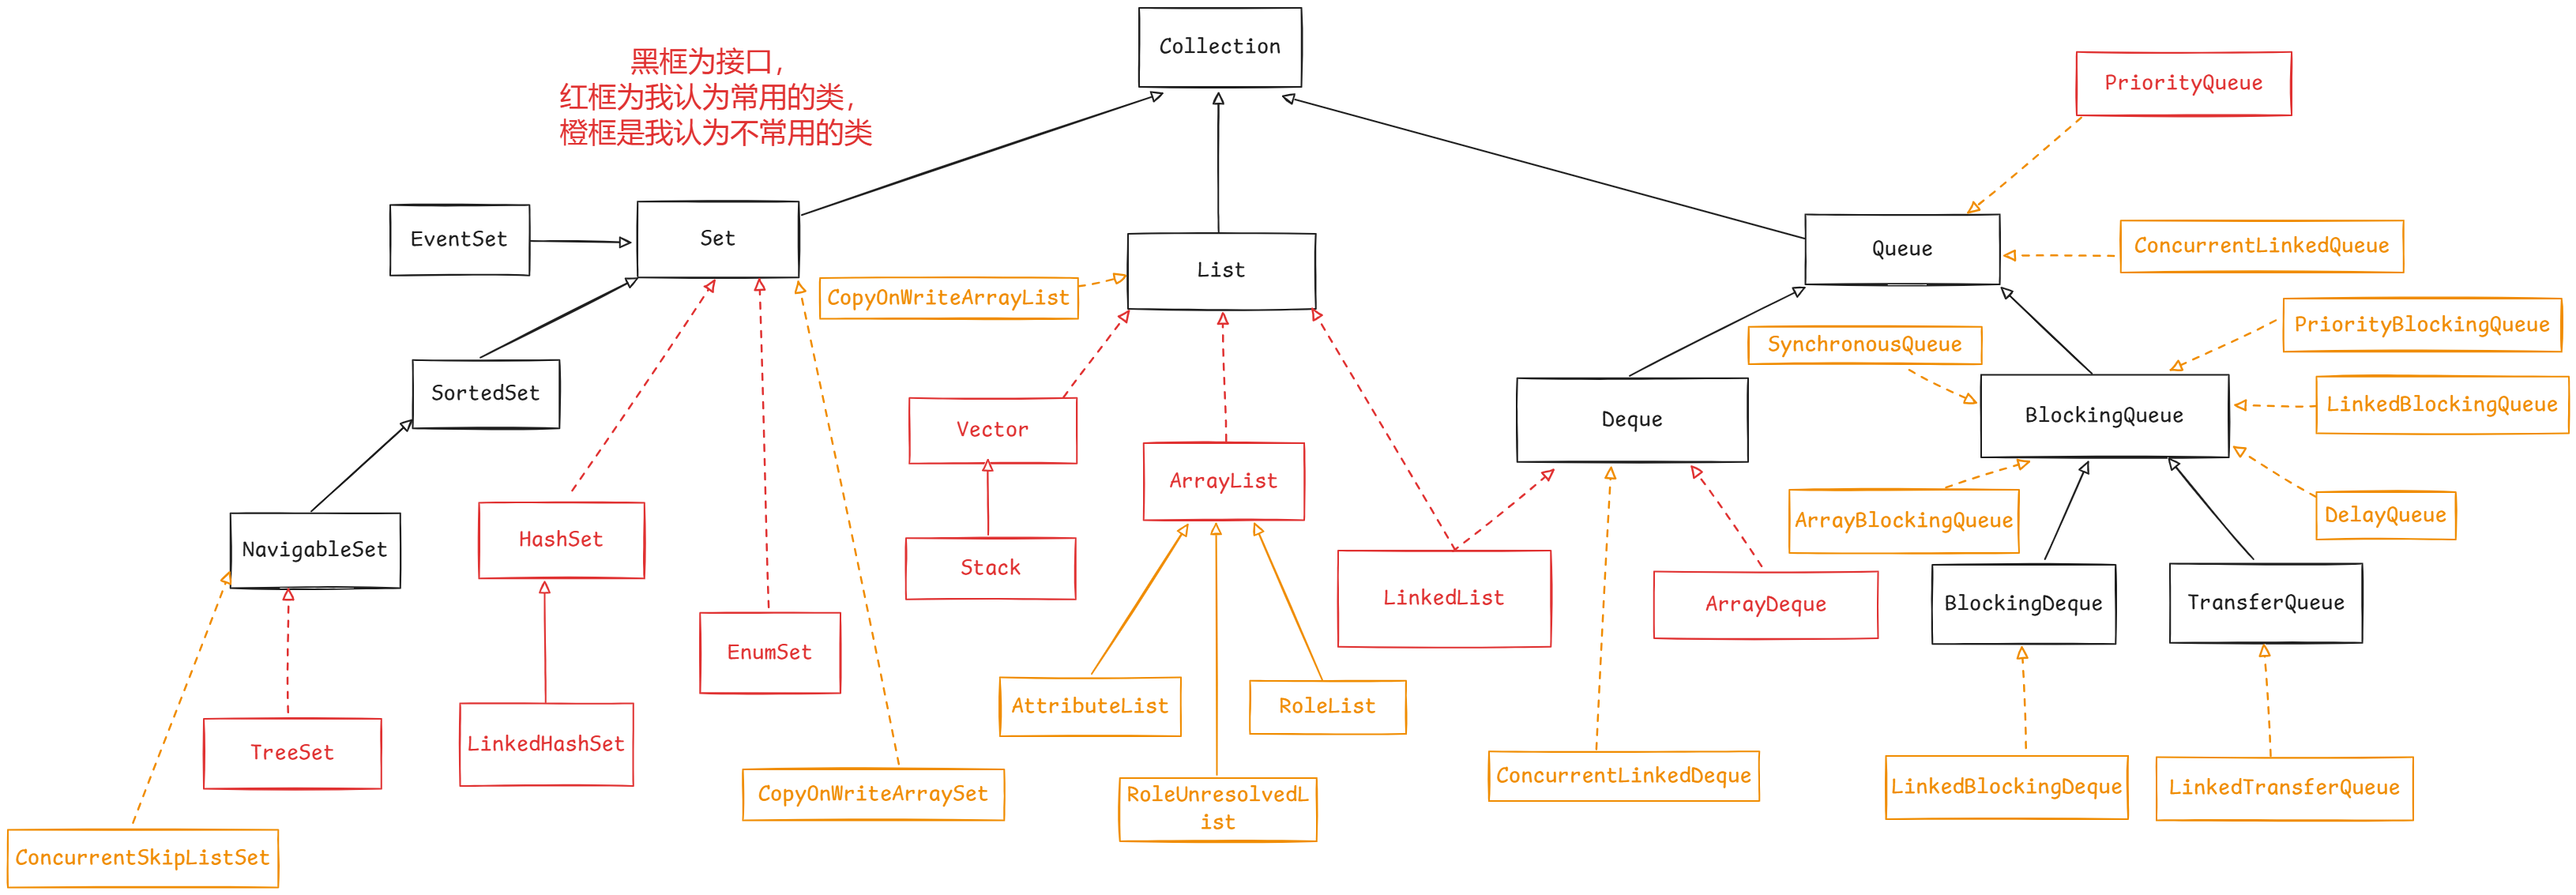 Collection
黑框为接口，
红框为我认为常用的类，
橙框是我认为不常用的类
PriorityQueue
EventSet
Set
List
Queue
ConcurrentLinkedQueue
CopyOnWriteArrayList
SynchronousQueue
PriorityBlockingQueue
SortedSet
Vector
Deque
BlockingQueue
LinkedBlockingQueue
NavigableSet
HashSet
ArrayList
Stack
ArrayBlockingQueue
DelayQueue
EnumSet
LinkedList
ArrayDeque
BlockingDeque
TransferQueue
TreeSet
LinkedHashSet
AttributeList
RoleList
CopyOnWriteArraySet
RoleUnresolvedL
ist
ConcurrentLinkedDeque
LinkedBlockingDeque
LinkedTransferQueue
ConcurrentSkipListSet